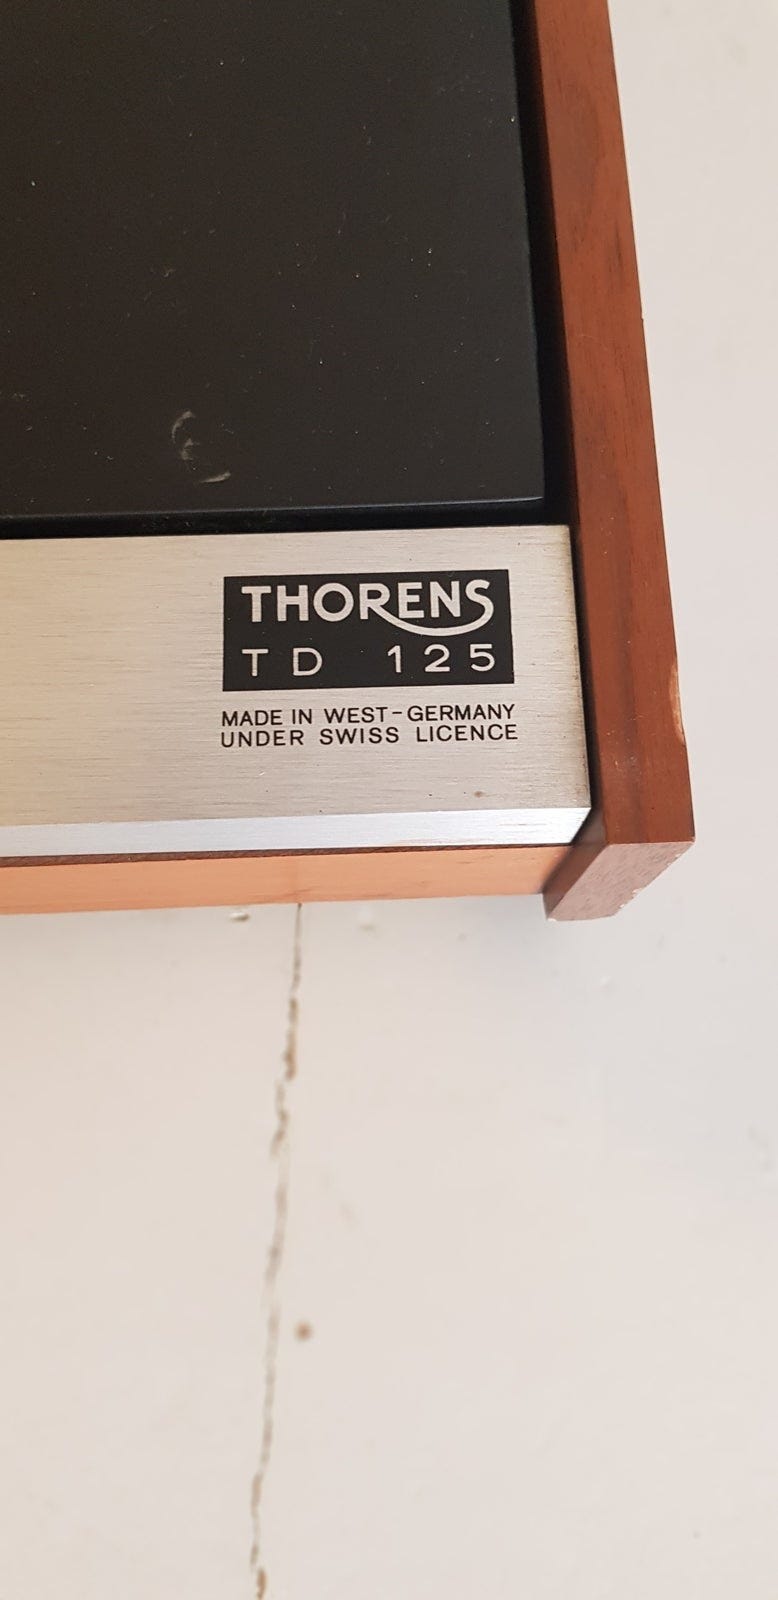 THORENS
TD 125
MADE IN WEST-GERMANY
UNDER SWISS LICENCE